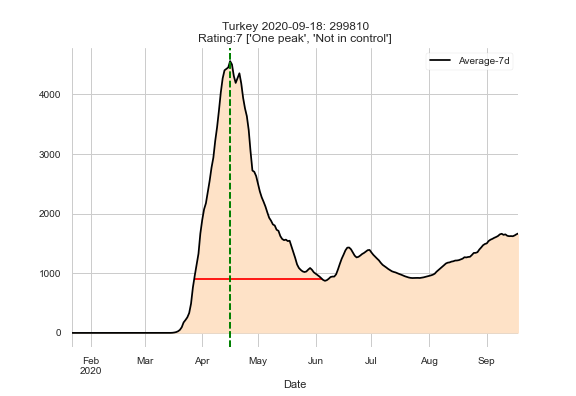 Turkey 2020-09-18: 299810
Rating:7 ['One peak', 'Not in control']
Average-7d
4000
3000
2000
1000
0
Feb Mar Apr May Jun Jul Aug Sep
2020
Date